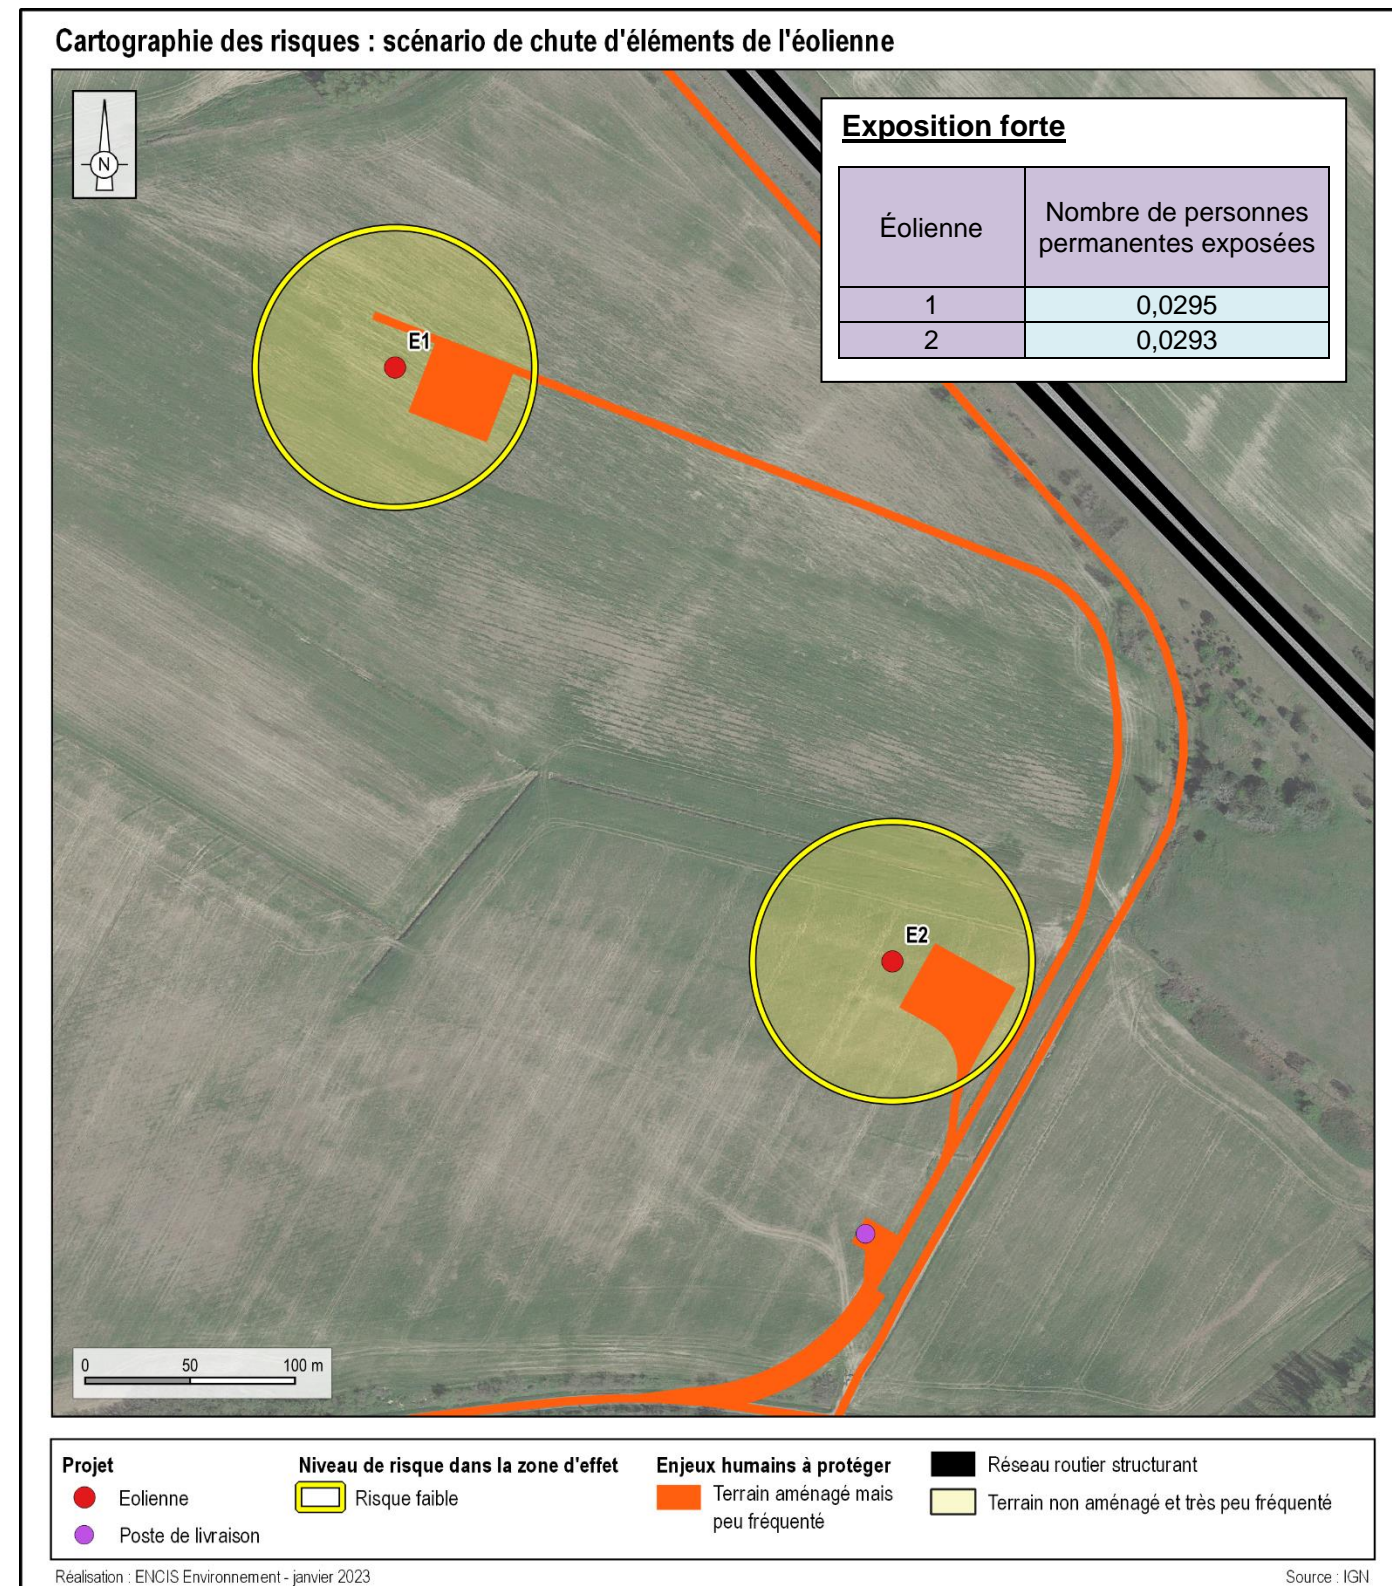 Cartographie des risques : scénario de chute d'éléments de l'éolienne
N
Exposition forte
Éolienne
Nombre de personnes
permanentes exposées
1
0,0295
2
0,0293
E1
E2
0 50 100 m
Projet
Eolienne
Poste de livraison
Niveau de risque dans la zone d'effet
Risque faible
Enjeux humains à protéger
Terrain aménagé mais
peu fréquenté
Réseau routier structurant
Terrain non aménagé et très peu fréquenté
Réalisation : ENCIS Environnement - janvier 2023
Source : IGN